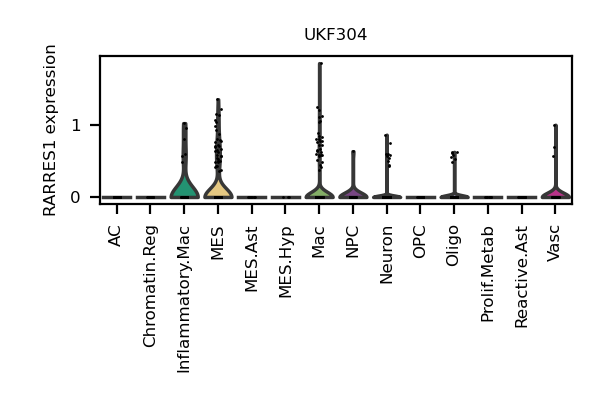 UKF304
RARRES1 expression
1
0
AC
Chromatin.Reg
Inflammatory.Mac
MES
MES.Ast
MES.Hyp
Mac
NPC
Neuron
OPC
Oligo
Prolif.Metab
Reactive.Ast
Vasc